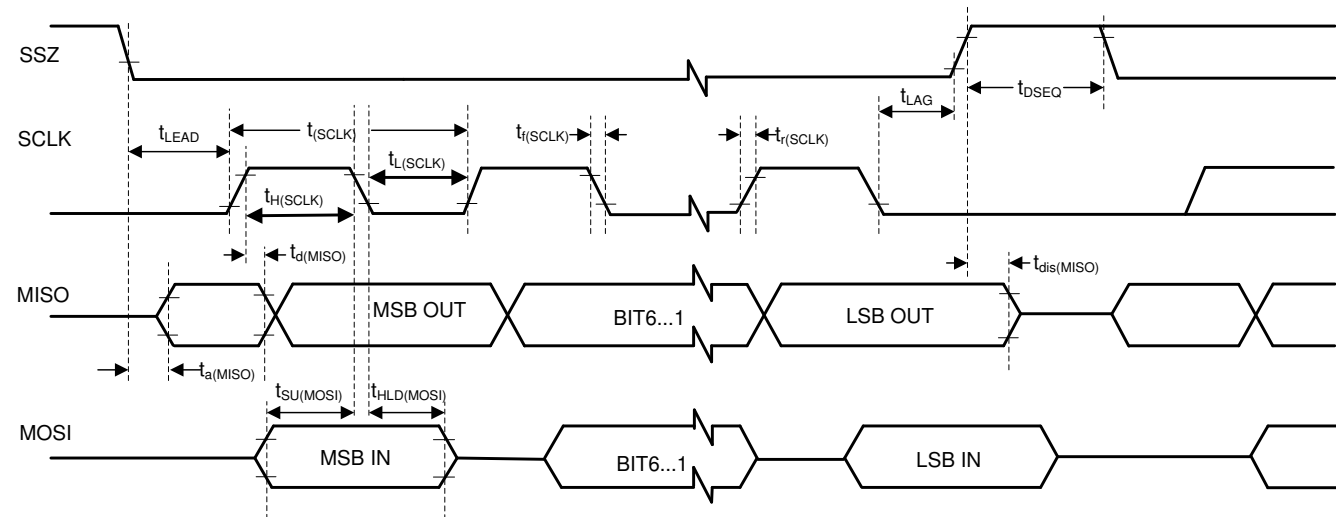 SSZ
tLAG
tDSEQ
SCLK
tLEAD
t(SCLK)
tf(SCLK)
tr(SCLK)
tL(SCLK)
tH(SCLK)
td(MISO)
tdis(MISO)
MISO
MSB OUT
BIT6...1
LSB OUT
ta(MISO)
tSU(MOSI)
tHLD(MOSI)
MOSI
MSB IN
BIT6...1
LSB IN